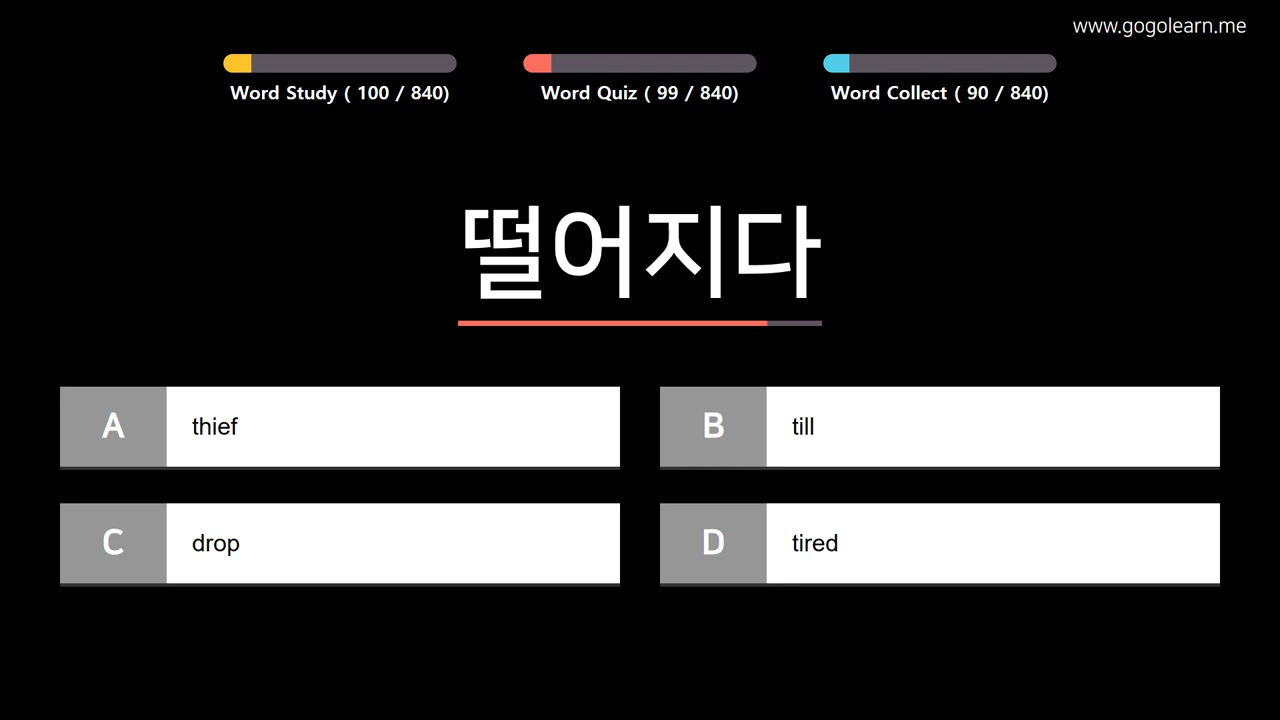 www.gogolearn.me
Word Study ( 100 / 840)
Word Quiz ( 99 / 840)
Word Collect ( 90 / 840)
떨어지다
A thief
B till
C drop
D tired